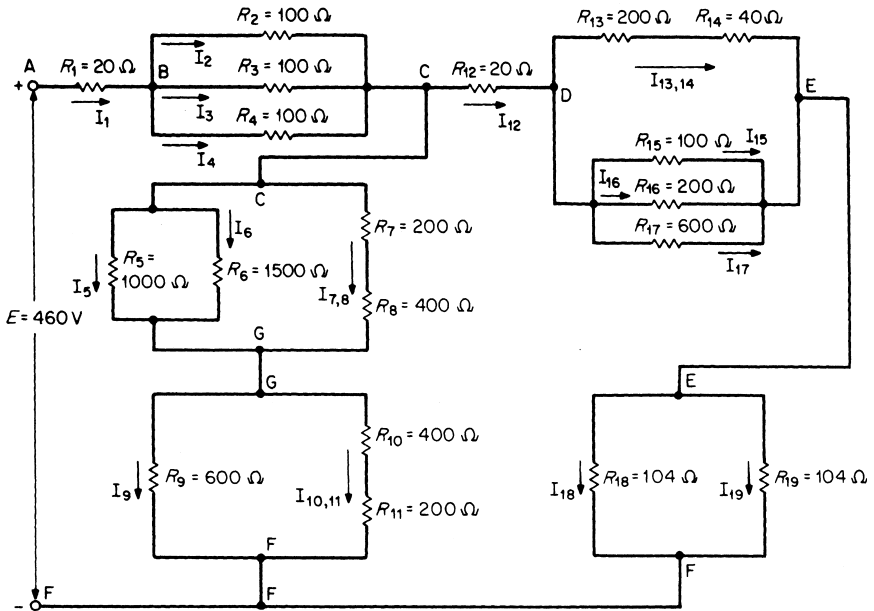 R2 = 100 Ω
I2
A
+
R1 = 20 Ω
I1
B
R3 = 100 Ω
I3
R4 = 100 Ω
I4
C
R12 = 20 Ω
I12
D
R13 = 200 Ω
R14 = 40 Ω
I13,14
E
R15 = 100 Ω
I15
I16
R16 = 200 Ω
R17 = 600 Ω
I17
C
I6
R5 =
1000 Ω
I5
R6 = 1500 Ω
R7 = 200 Ω
I7,8
R8 = 400 Ω
E = 460 V
G
G
R9 = 600 Ω
I9
R10 = 400 Ω
I10,11
R11 = 200 Ω
E
I18
R18 = 104 Ω
I19
R19 = 104 Ω
F
F
- F
F